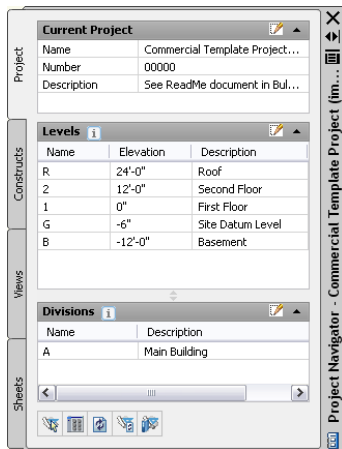 Project
Constructs
Views
Sheets
Current Project
Name Commercial Template Project...
Number 00000
Description See ReadMe document in Bul...
Levels i
Name Elevation Description
R 24'-0" Roof
2 12'-0" Second Floor
1 0" First Floor
G -6" Site Datum Level
B -12'-0" Basement
Divisions i
Name Description
A Main Building
Project Navigator - Commercial Template Project (im...